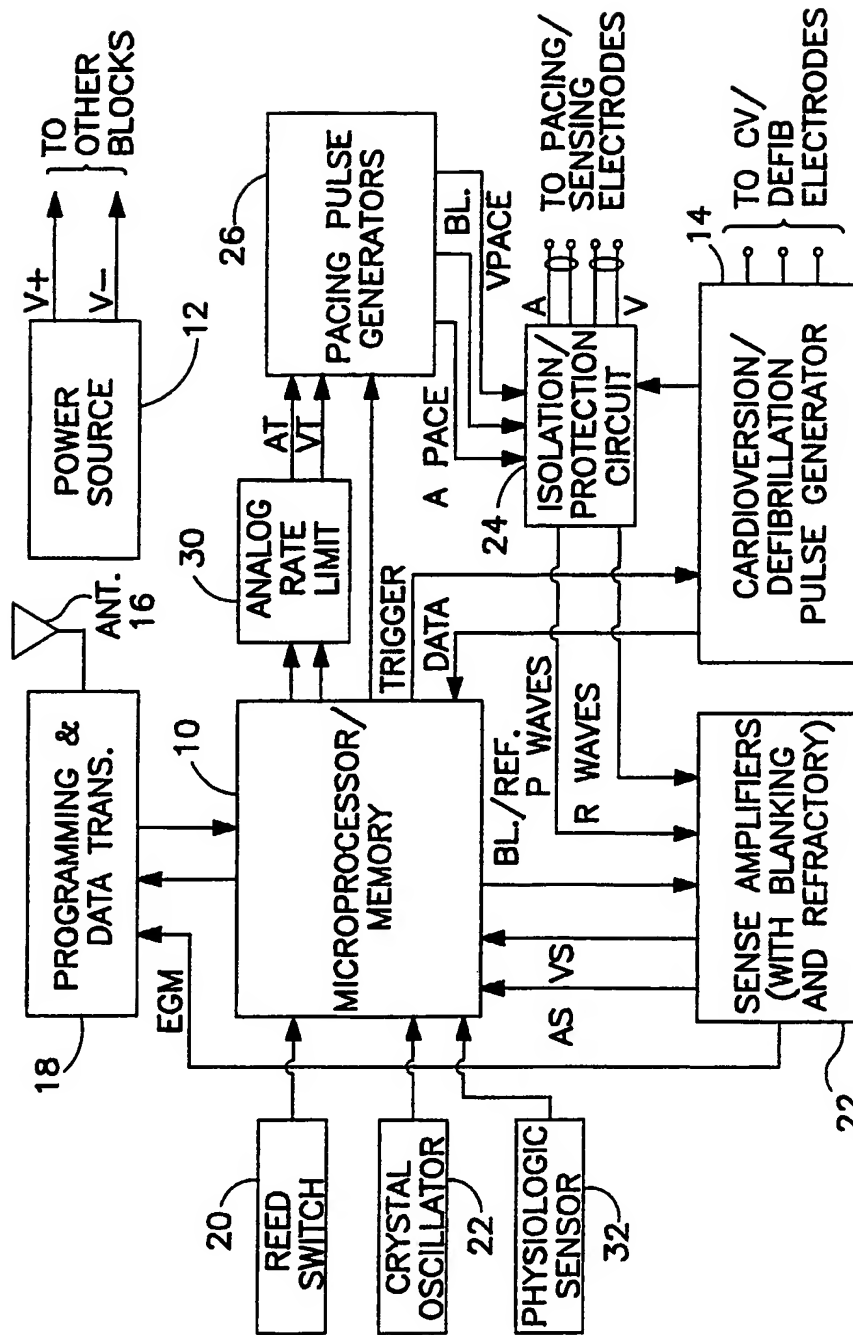 ANT.
16
PROGRAMMING &
DATA TRANS.
18
EGM
POWER
SOURCE
12
V+
V–
TO
OTHER
BLOCKS
REED
SWITCH
20
CRYSTAL
OSCILLATOR
22
PHYSIOLOGIC
SENSOR
32
10
MICROPROCESSOR/
MEMORY
30
ANALOG
RATE
LIMIT
AT
VT
TRIGGER
DATA
26
PACING PULSE
GENERATORS
A PACE
BL.
VPACE
24
ISOLATION/
PROTECTION
CIRCUIT
A
V
TO PACING/
SENSING
ELECTRODES
AS
VS
BL./REF.
P WAVES
R WAVES
SENSE AMPLIFIERS
(WITH BLANKING
AND REFRACTORY)
22
14
CARDIOVERSION/
DEFIBRILLATION
PULSE GENERATOR
TO CV/
DEFIB
ELECTRODES